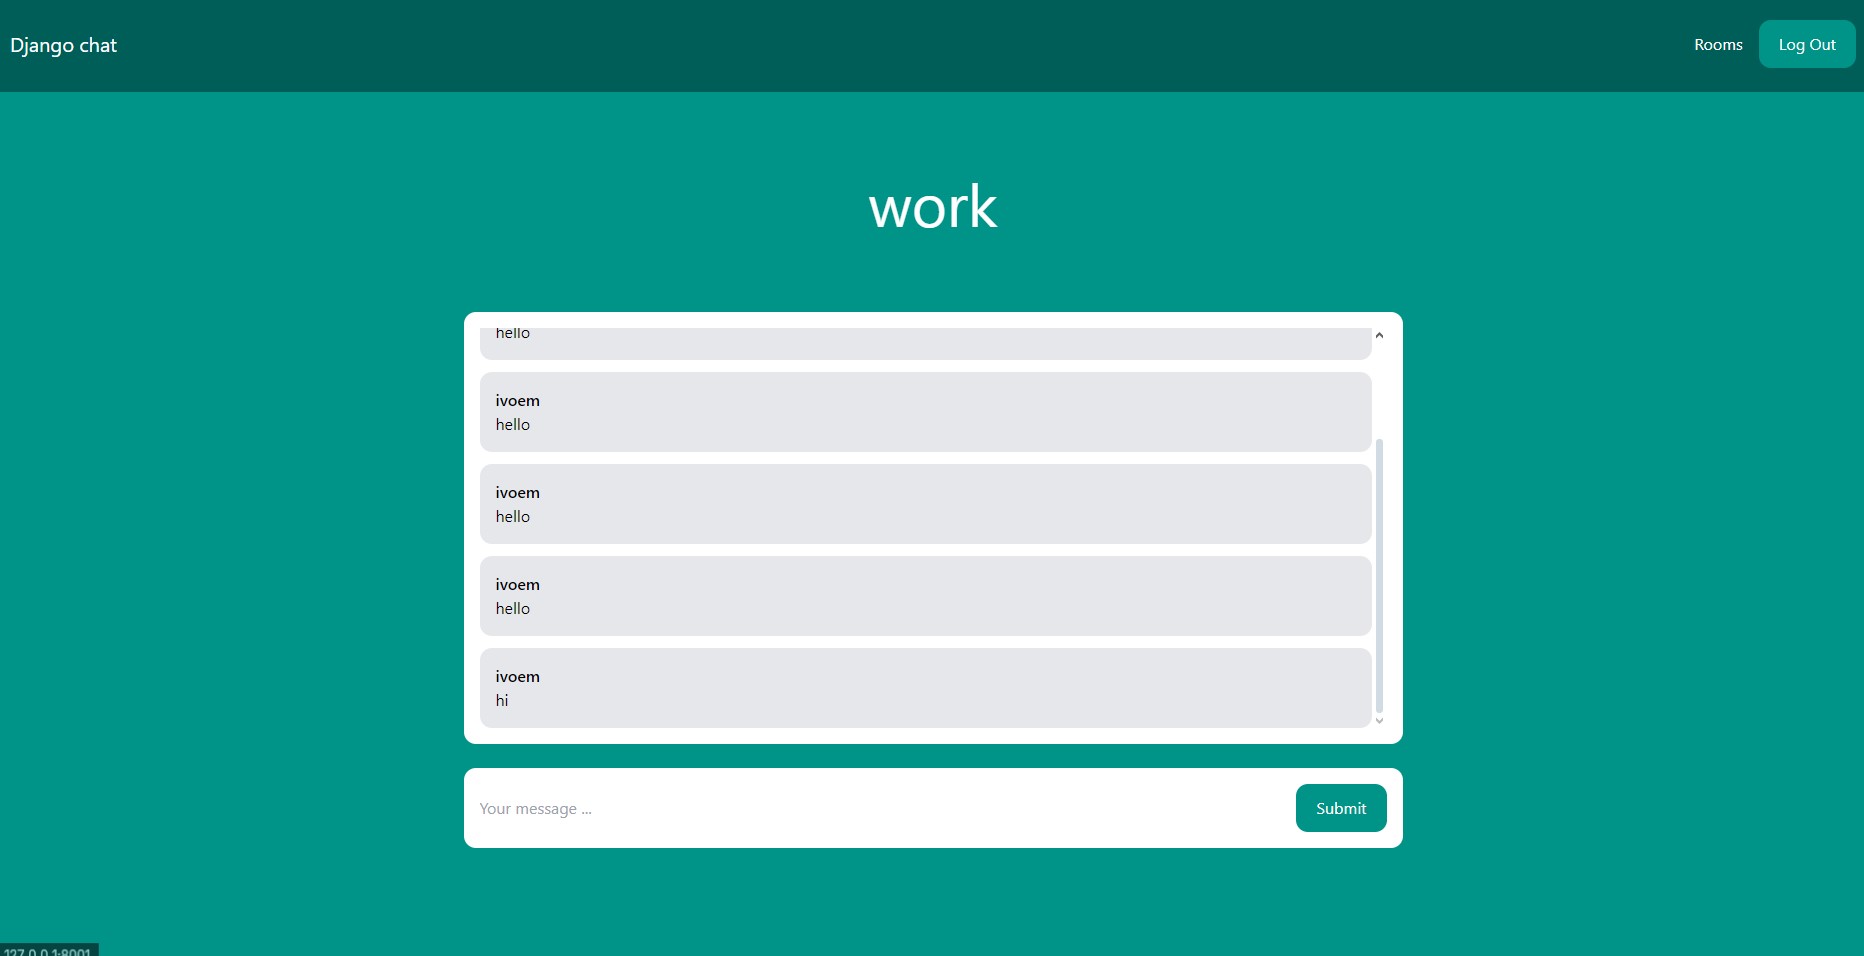 Django chat
Rooms
Log Out
work
hello
ivoem
hello
ivoem
hello
ivoem
hello
ivoem
hi
Your message ...
Submit
127.0.0.1:8001